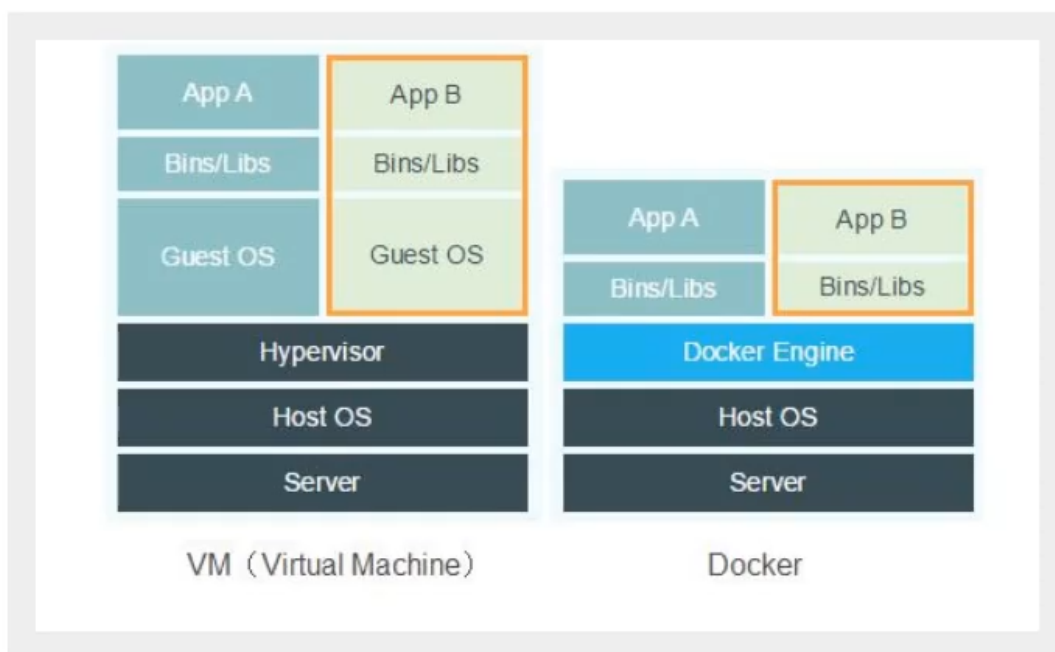 App A
App B
Bins/Libs
Bins/Libs
Guest OS
Guest OS
Hypervisor
Host OS
Server
VM（Virtual Machine）
App A
App B
Bins/Libs
Bins/Libs
Docker Engine
Host OS
Server
Docker